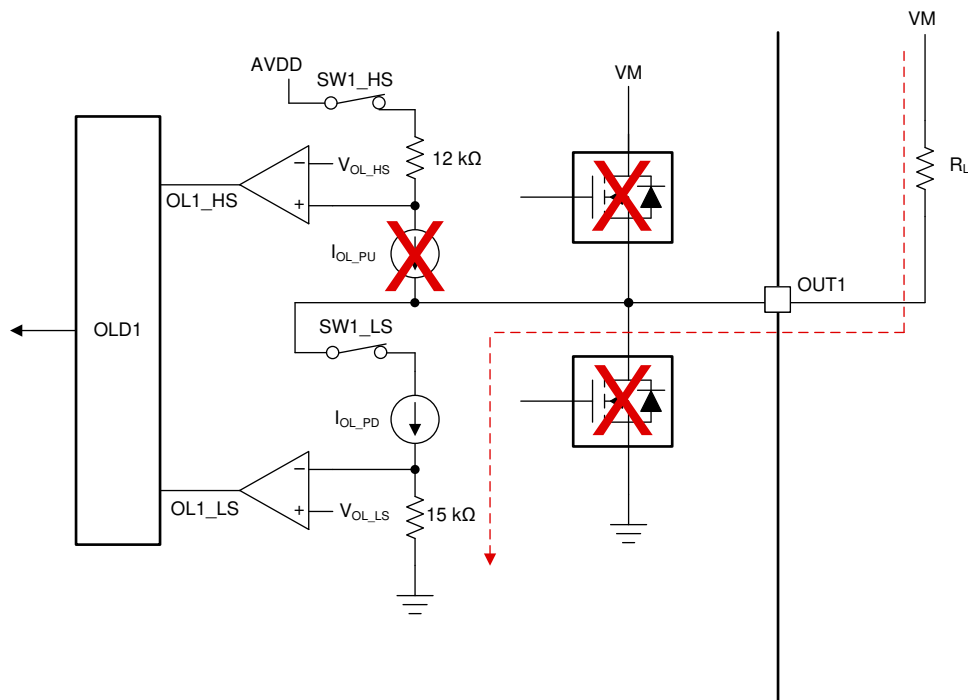 VM
AVDD
SW1_HS
VM
12 kΩ
V_OL_HS
R_L
OL1_HS
−
+
I_OL_PU
OUT1
OLD1
SW1_LS
I_OL_PD
−
OL1_LS
+
V_OL_LS
15 kΩ